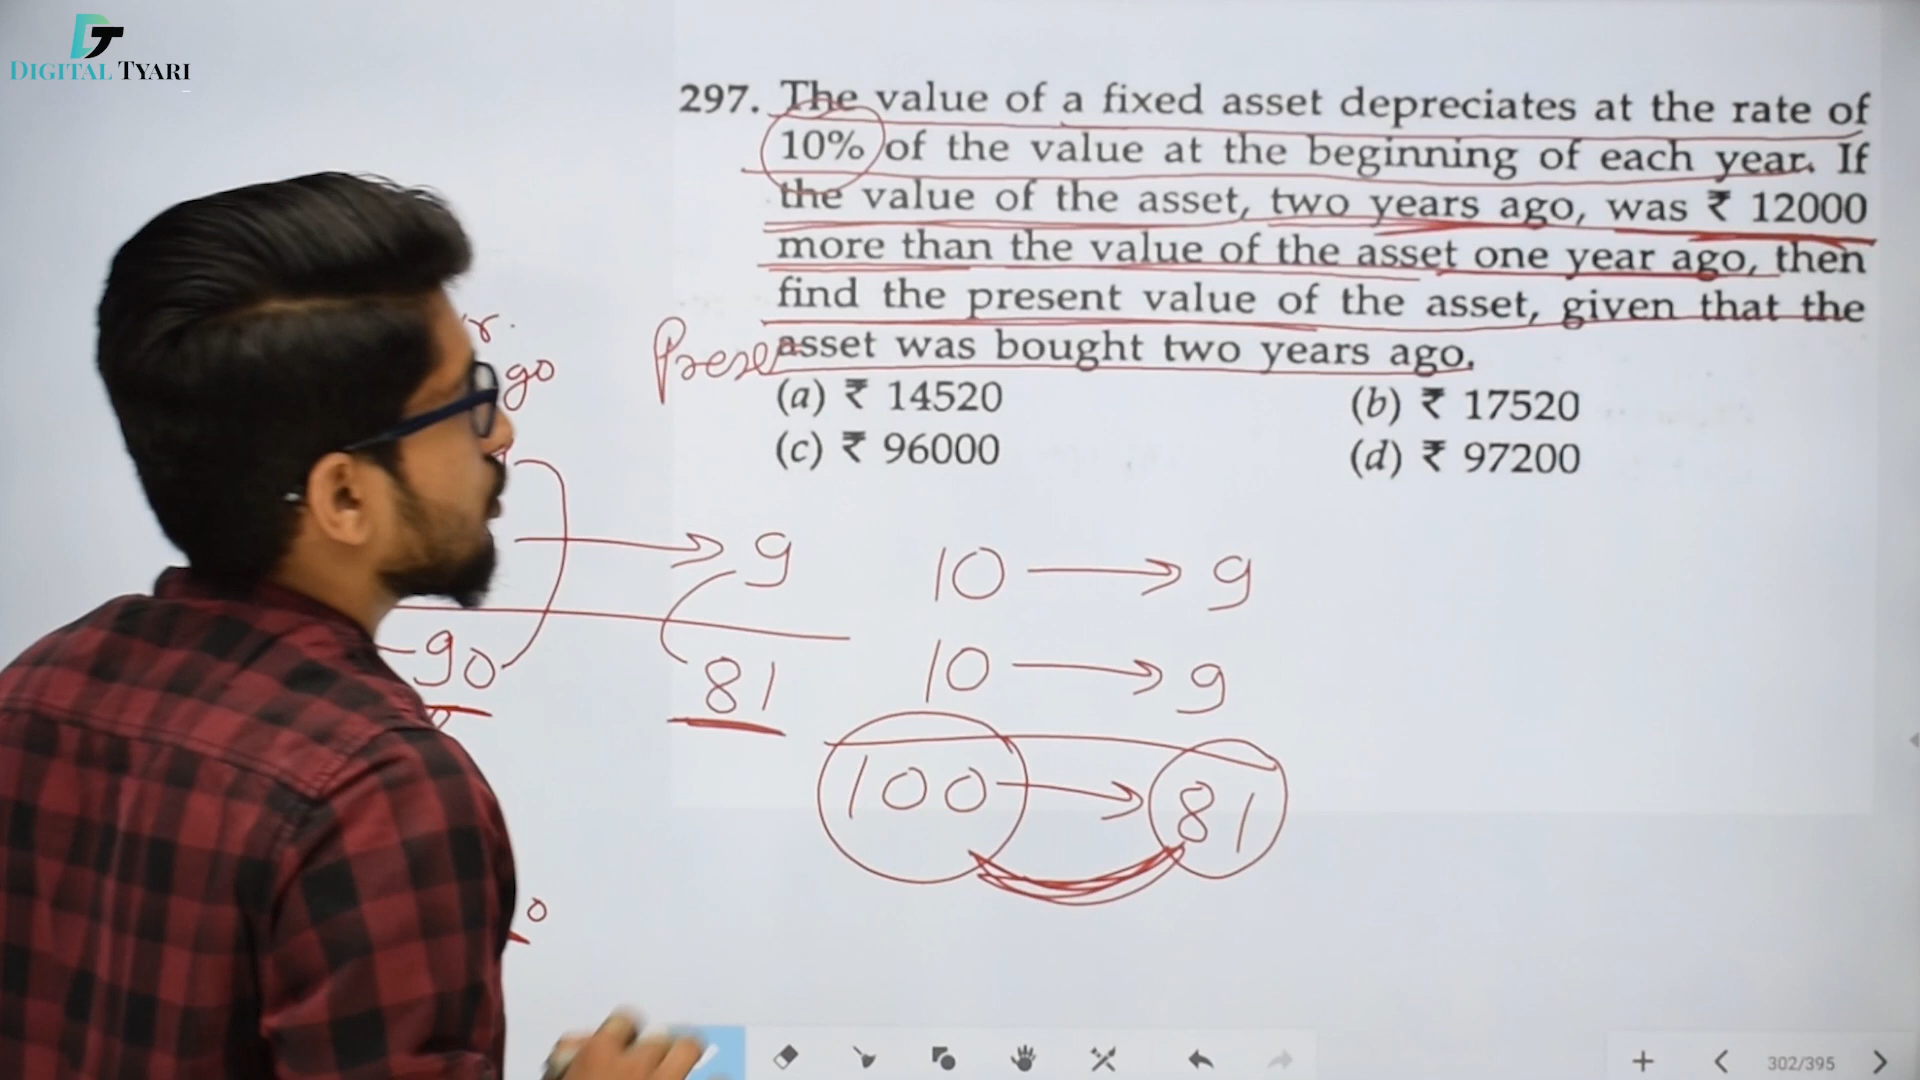 DIGITAL TYARI
297. The value of a fixed asset depreciates at the rate of
10% of the value at the beginning of each year. If
the value of the asset, two years ago, was ₹ 12000
more than the value of the asset one year ago, then
find the present value of the asset, given that the
asset was bought two years ago.
(a) ₹ 14520 (b) ₹ 17520
(c) ₹ 96000 (d) ₹ 97200
r.
go Prese
9 10 → 9
10 → 9
90 81
100 → 81
302/395